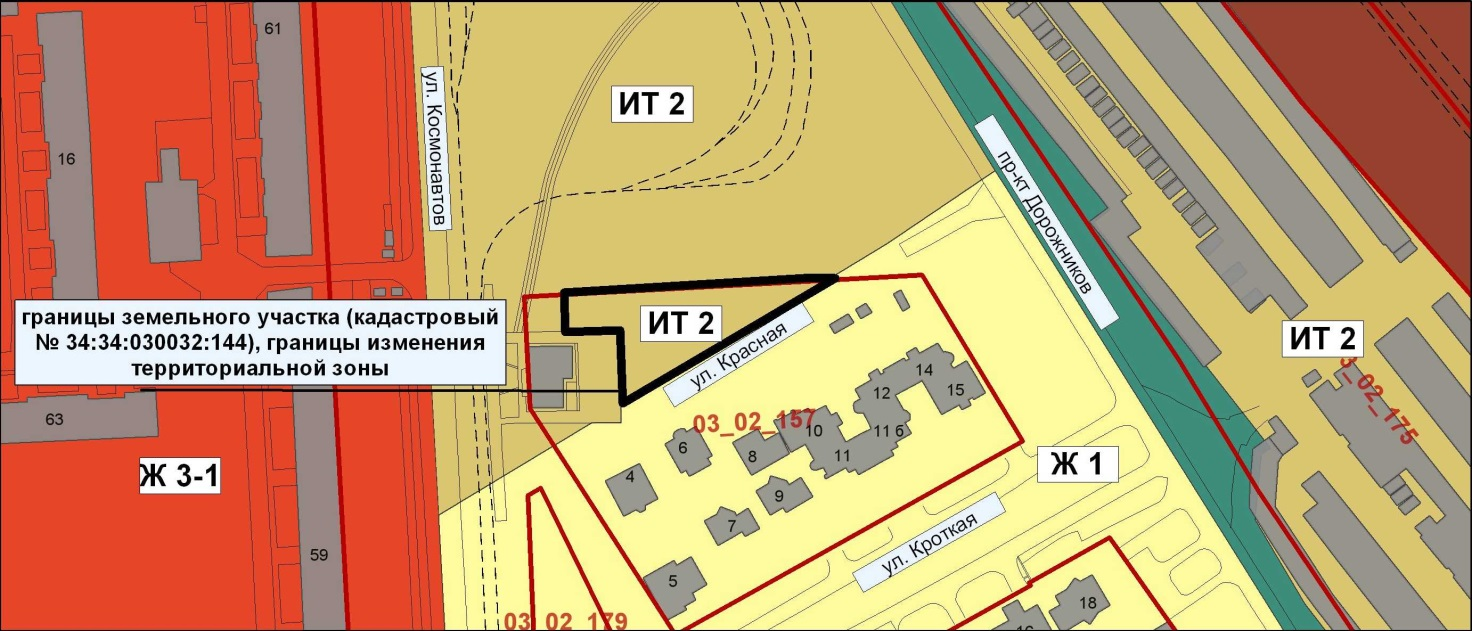 61
16
ул. Космонавтов
ИТ 2
пр-кт Дорожников
границы земельного участка (кадастровый
№ 34:34:030032:144), границы изменения
территориальной зоны
ИТ 2
ул. Красная
ИТ 2
03_02_175
63
Ж 3-1
59
03_02_157
14
15
12
10
11 б
11
6
8
4
9
7
5
Ж 1
ул. Кроткая
03_02_179
18
16